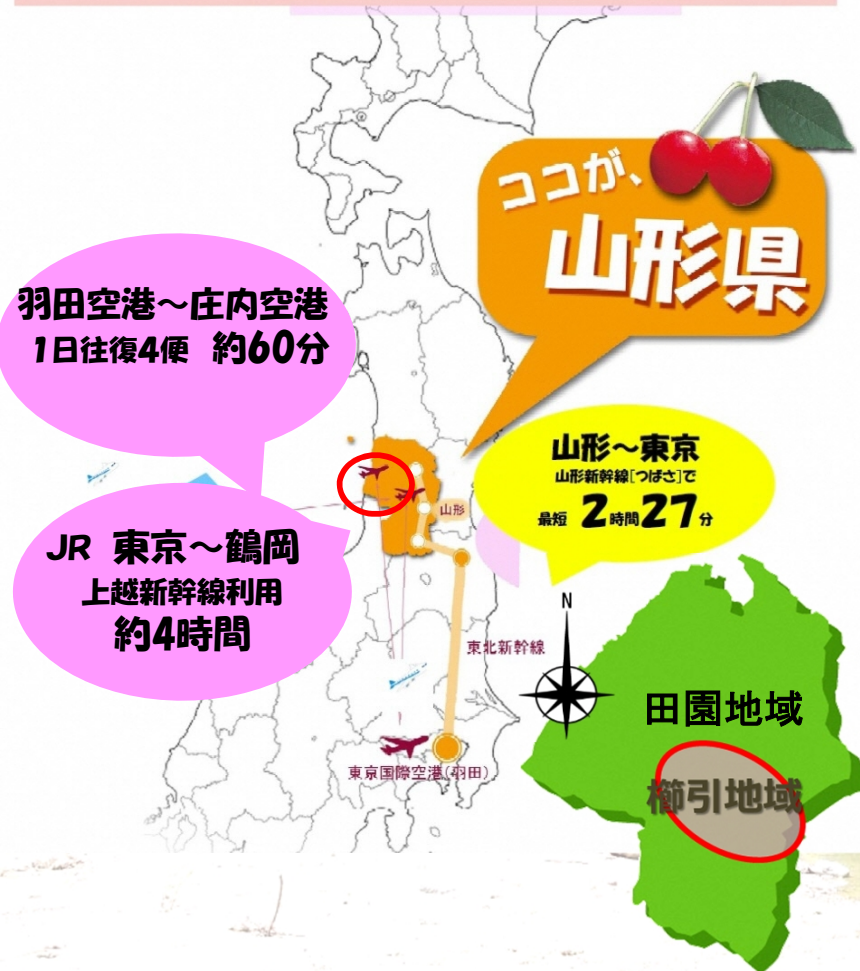 ココが、
山形県
羽田空港～庄内空港
1日往復4便 約60分
山形～東京
山形新幹線[つばさ]で
最短 2時間27分
山形
JR 東京～鶴岡
上越新幹線利用
約4時間
N
東北新幹線
田園地域
東京国際空港(羽田)
櫛引地域